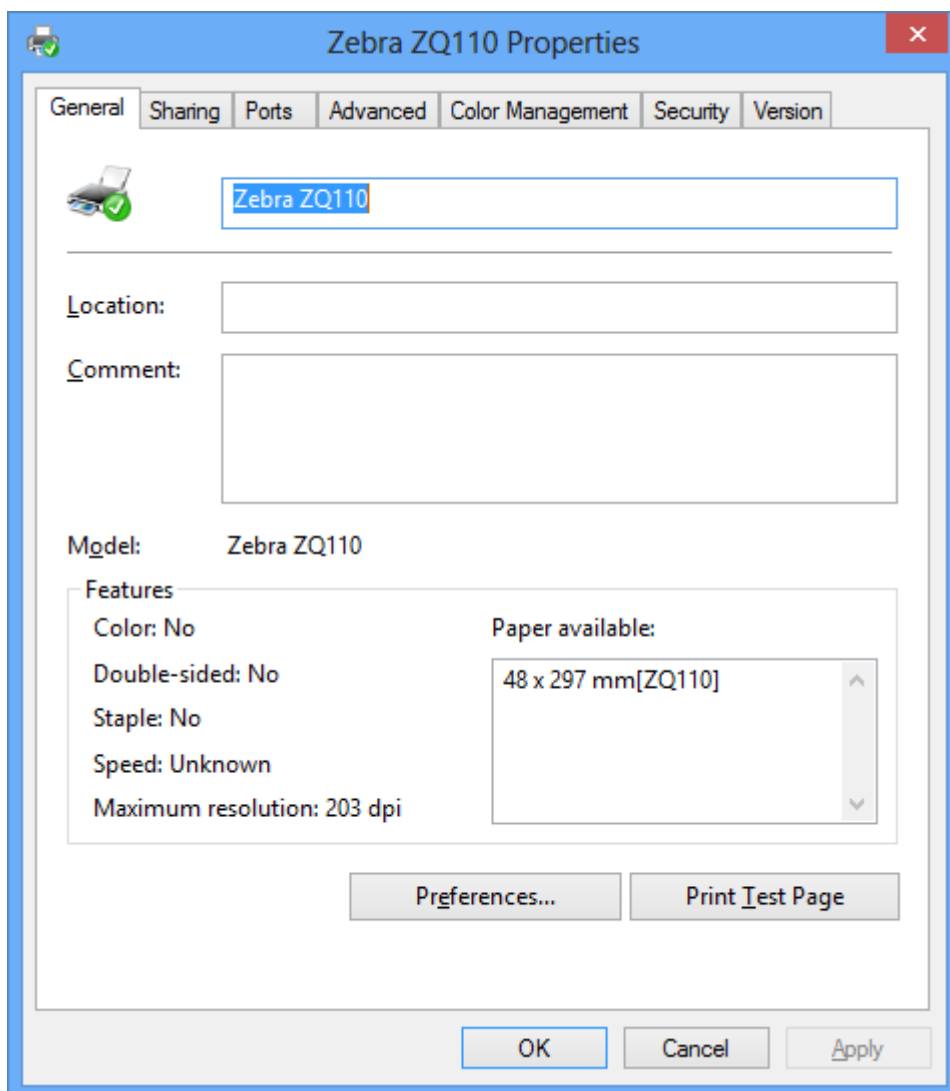 Zebra ZQ110 Properties
General Sharing Ports Advanced Color Management Security Version
Zebra ZQ110
Location:
Comment:
Model: Zebra ZQ110
Features
Color: No
Paper available:
Double-sided: No
48 x 297 mm[ZQ110]
Staple: No
Speed: Unknown
Maximum resolution: 203 dpi
Preferences... Print Test Page
OK Cancel Apply